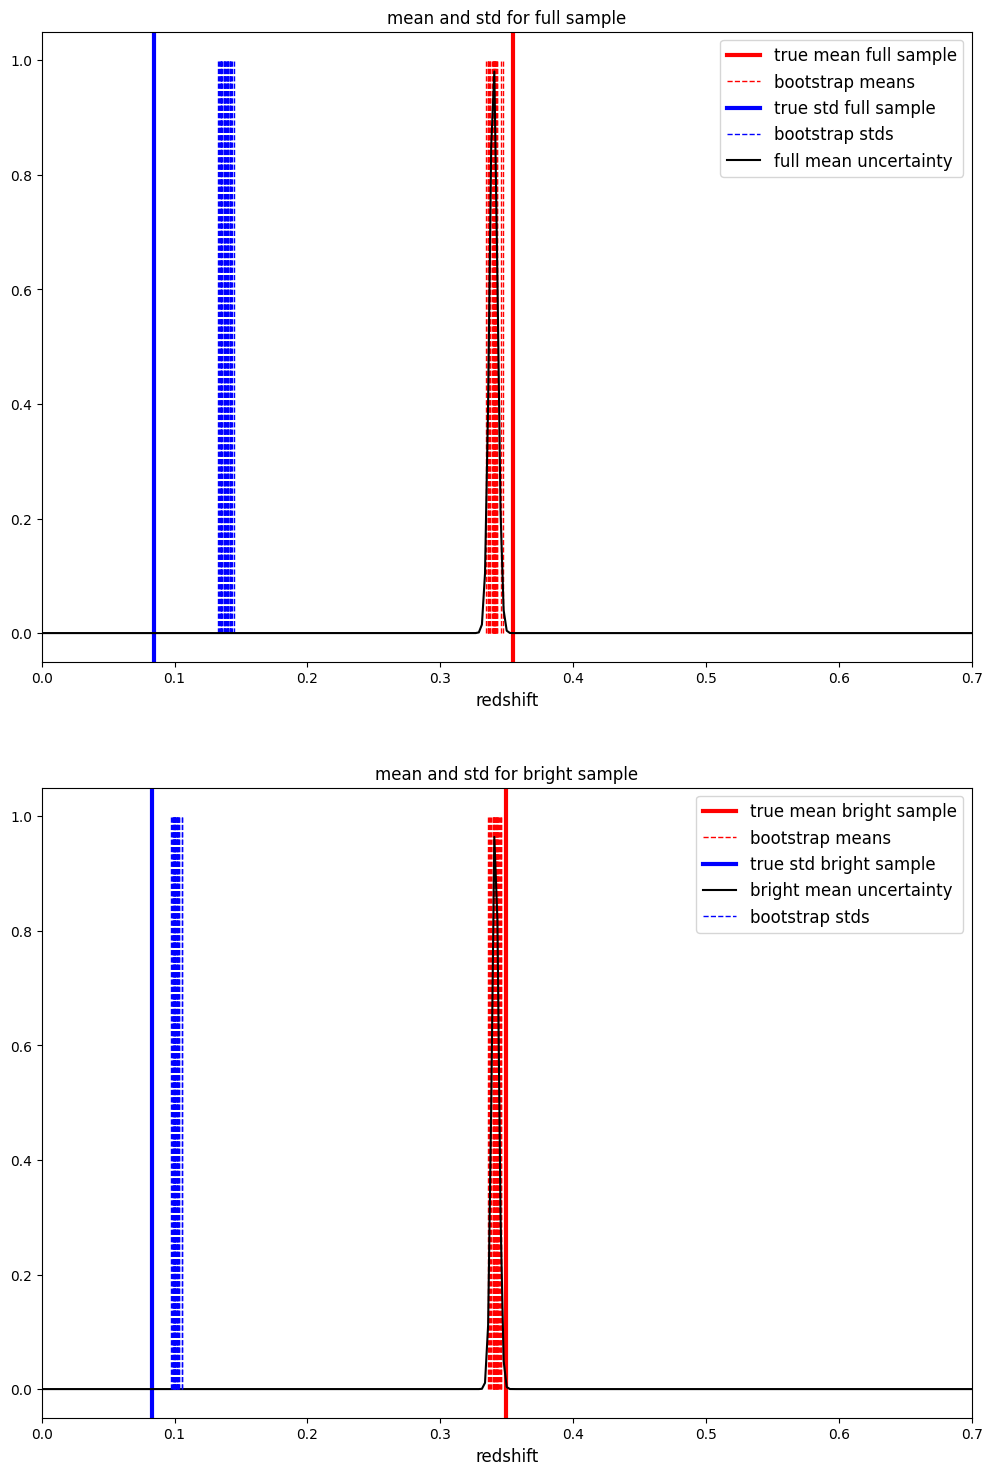 mean and std for full sample
true mean full sample
bootstrap means
true std full sample
bootstrap stds
full mean uncertainty
1.0
0.8
0.6
0.4
0.2
0.0
0.0 0.1 0.2 0.3 0.4 0.5 0.6 0.7
redshift
mean and std for bright sample
true mean bright sample
bootstrap means
true std bright sample
bright mean uncertainty
bootstrap stds
1.0
0.8
0.6
0.4
0.2
0.0
0.0 0.1 0.2 0.3 0.4 0.5 0.6 0.7
redshift